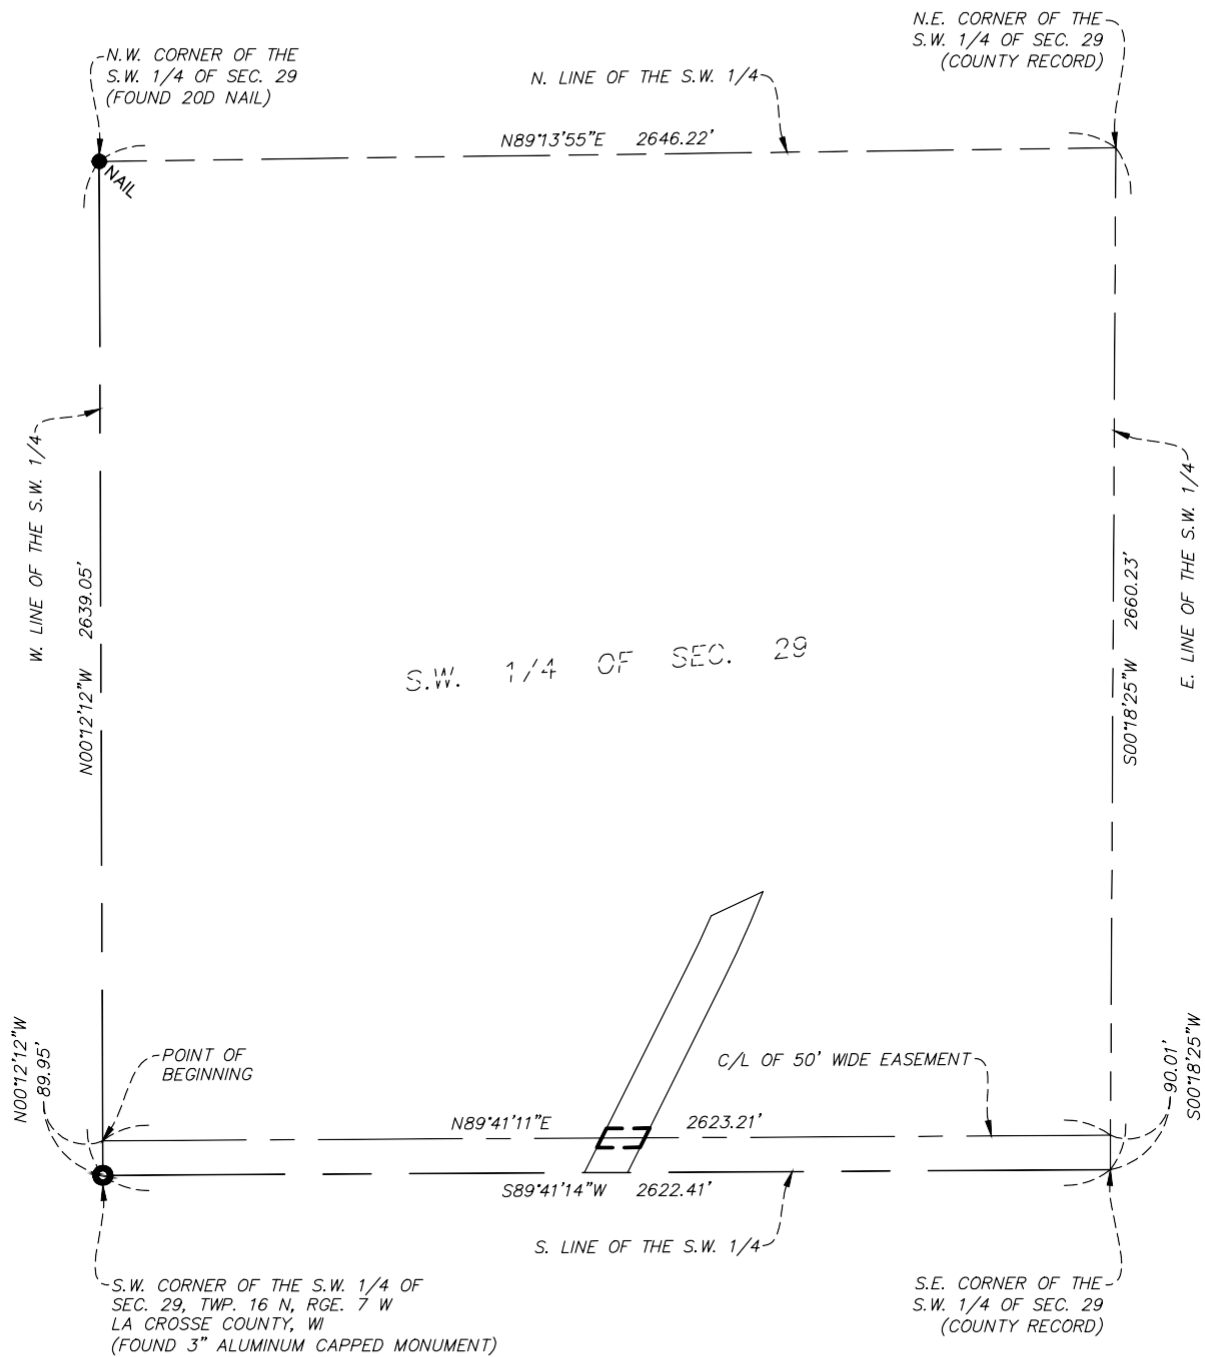 N.W. CORNER OF THE
S.W. 1/4 OF SEC. 29
(FOUND 20D NAIL)
N. LINE OF THE S.W. 1/4
N.E. CORNER OF THE
S.W. 1/4 OF SEC. 29
(COUNTY RECORD)
N89°13'55"E 2646.22'
NAIL
W. LINE OF THE S.W. 1/4
N00°12'12"W 2639.05'
S.W. 1/4 OF SEC. 29
S00°18'25"W 2660.23'
E. LINE OF THE S.W. 1/4
N00°12'12"W
89.95'
POINT OF
BEGINNING
C/L OF 50' WIDE EASEMENT
90.01'
S00°18'25"W
N89°41'11"E 2623.21'
S89°41'14"W 2622.41'
S. LINE OF THE S.W. 1/4
S.W. CORNER OF THE S.W. 1/4 OF
SEC. 29, TWP. 16 N, RGE. 7 W
LA CROSSE COUNTY, WI
(FOUND 3" ALUMINUM CAPPED MONUMENT)
S.E. CORNER OF THE
S.W. 1/4 OF SEC. 29
(COUNTY RECORD)